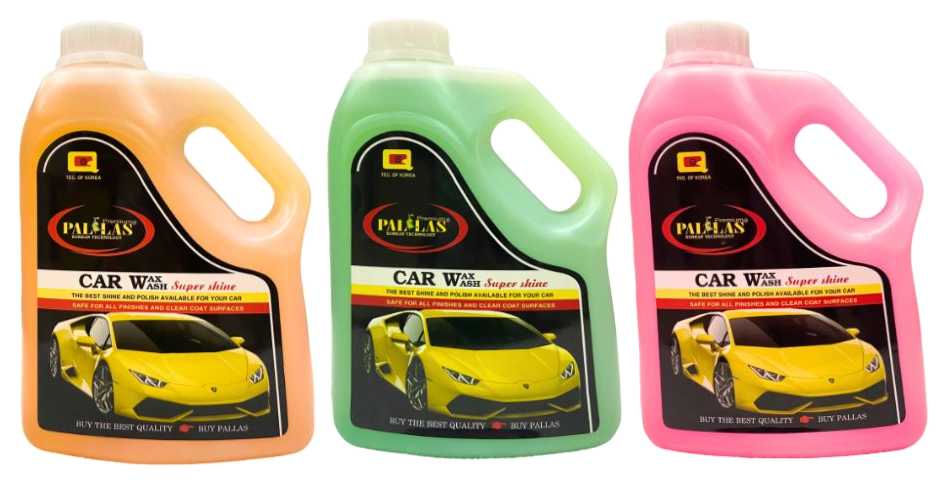 TEC. OF KOREA
Premiums
PALLAS
KOREAN TECHNOLOGY
CAR WAX WASH Super shine
THE BEST SHINE AND POLISH AVAILABLE FOR YOUR CAR
SAFE FOR ALL FINISHES AND CLEAR COAT SURFACES
BUY THE BEST QUALITY BUY PALLAS
TEC. OF KOREA
Premiums
PALLAS
KOREAN TECHNOLOGY
CAR WAX WASH Super shine
THE BEST SHINE AND POLISH AVAILABLE FOR YOUR CAR
SAFE FOR ALL FINISHES AND CLEAR COAT SURFACES
BUY THE BEST QUALITY BUY PALLAS
TEC. OF KOREA
Premiums
PALLAS
KOREAN TECHNOLOGY
CAR WAX WASH Super shine
THE BEST SHINE AND POLISH AVAILABLE FOR YOUR CAR
SAFE FOR ALL FINISHES AND CLEAR COAT SURFACES
BUY THE BEST QUALITY BUY PALLAS